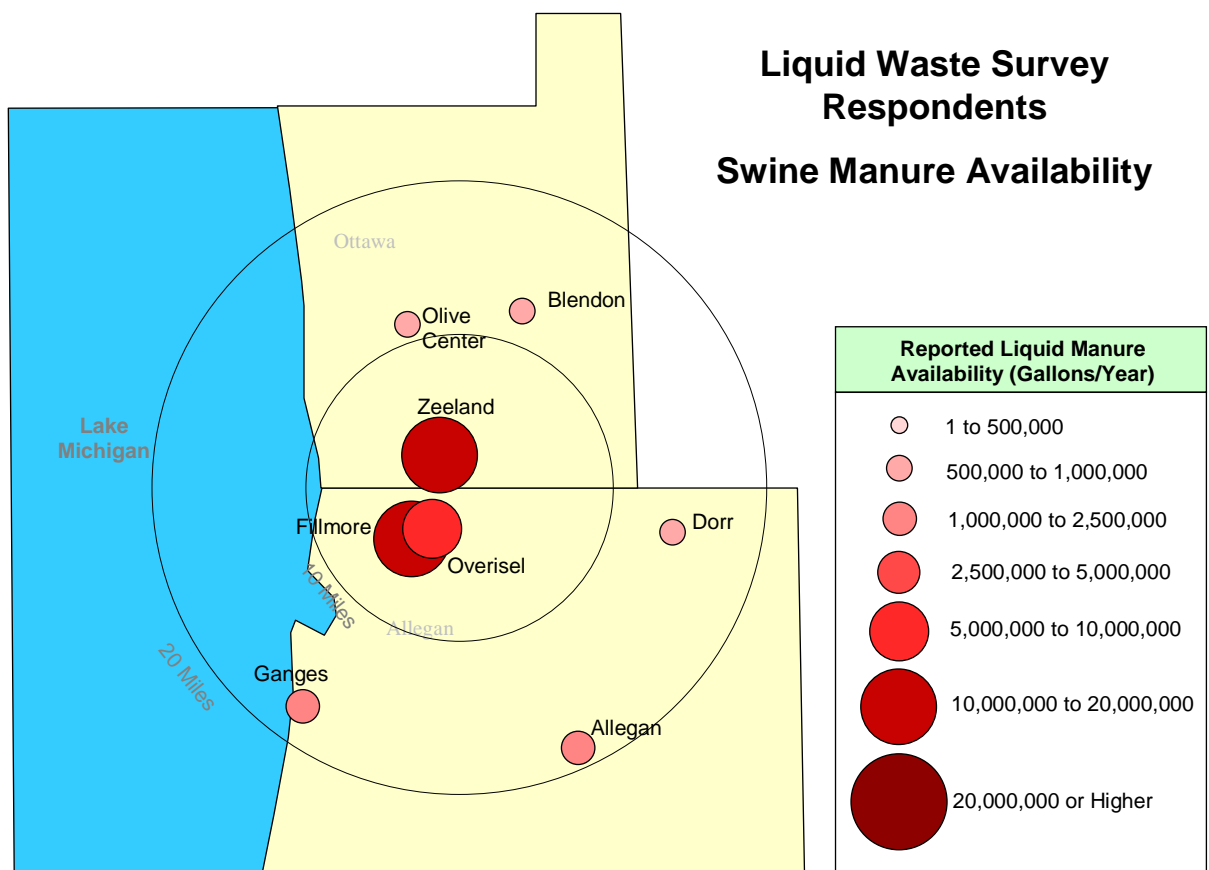 Liquid Waste Survey
Respondents
Swine Manure Availability
Ottawa
Blendon
Olive
Center
Zeeland
Lake
Michigan
Fillmore
Overisel
Dorr
10 Miles
Allegan
20 Miles
Ganges
Allegan
Reported Liquid Manure
Availability (Gallons/Year)
1 to 500,000
500,000 to 1,000,000
1,000,000 to 2,500,000
2,500,000 to 5,000,000
5,000,000 to 10,000,000
10,000,000 to 20,000,000
20,000,000 or Higher